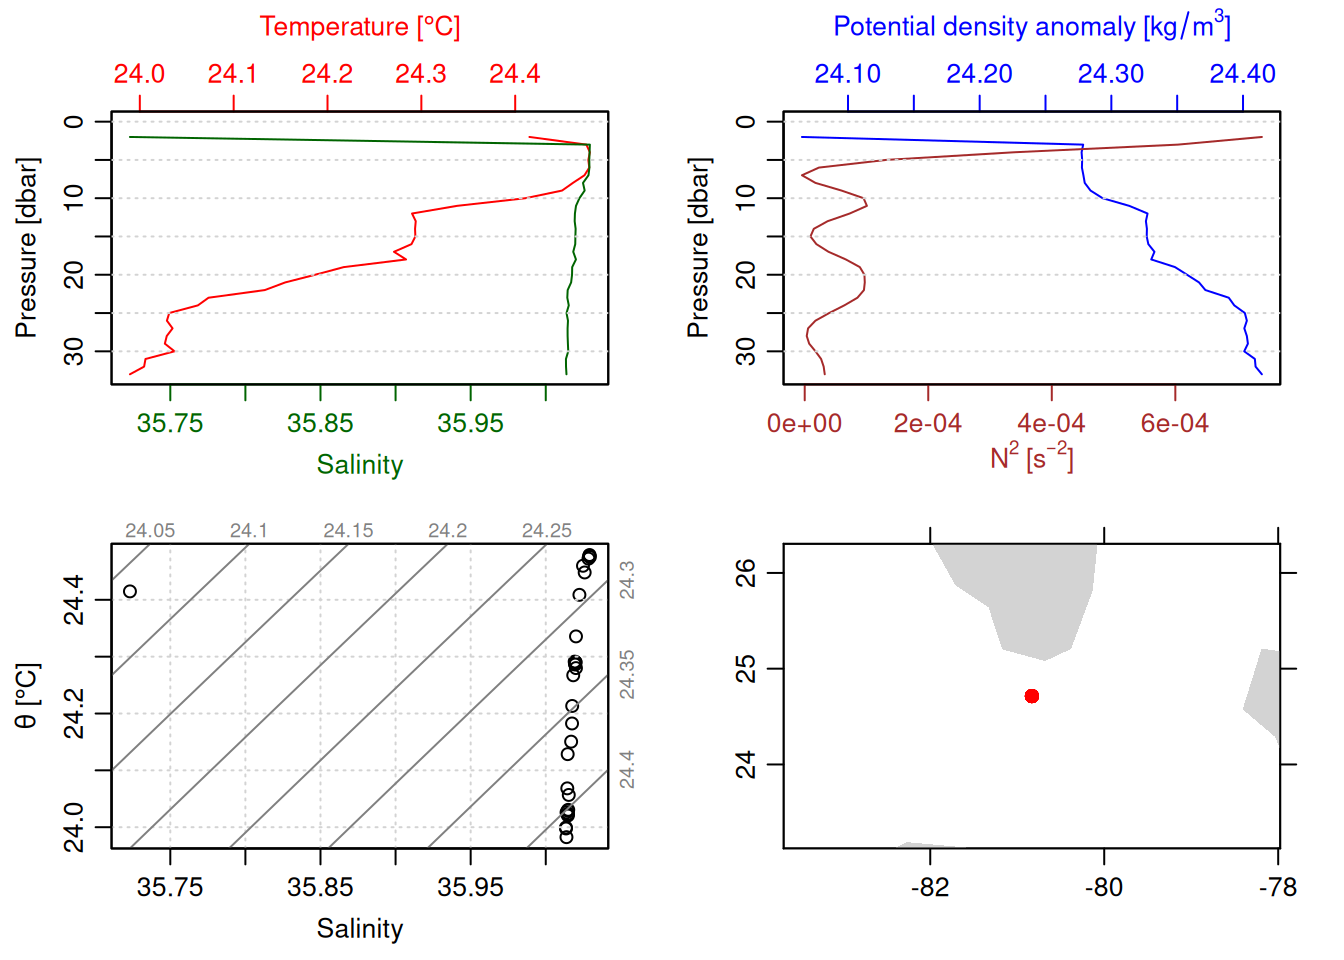 Temperature [°C]
24.0 24.1 24.2 24.3 24.4
Pressure [dbar]
0
10
20
30
35.75 35.85 35.95
Salinity
Potential density anomaly [kg/m³]
24.10 24.20 24.30 24.40
Pressure [dbar]
0
10
20
30
0e+00 2e-04 4e-04 6e-04
N² [s⁻²]
24.05 24.1 24.15 24.2 24.25
24.3
24.35
24.4
θ [°C]
24.4
24.2
24.0
35.75 35.85 35.95
Salinity
26
25
24
-82 -80 -78